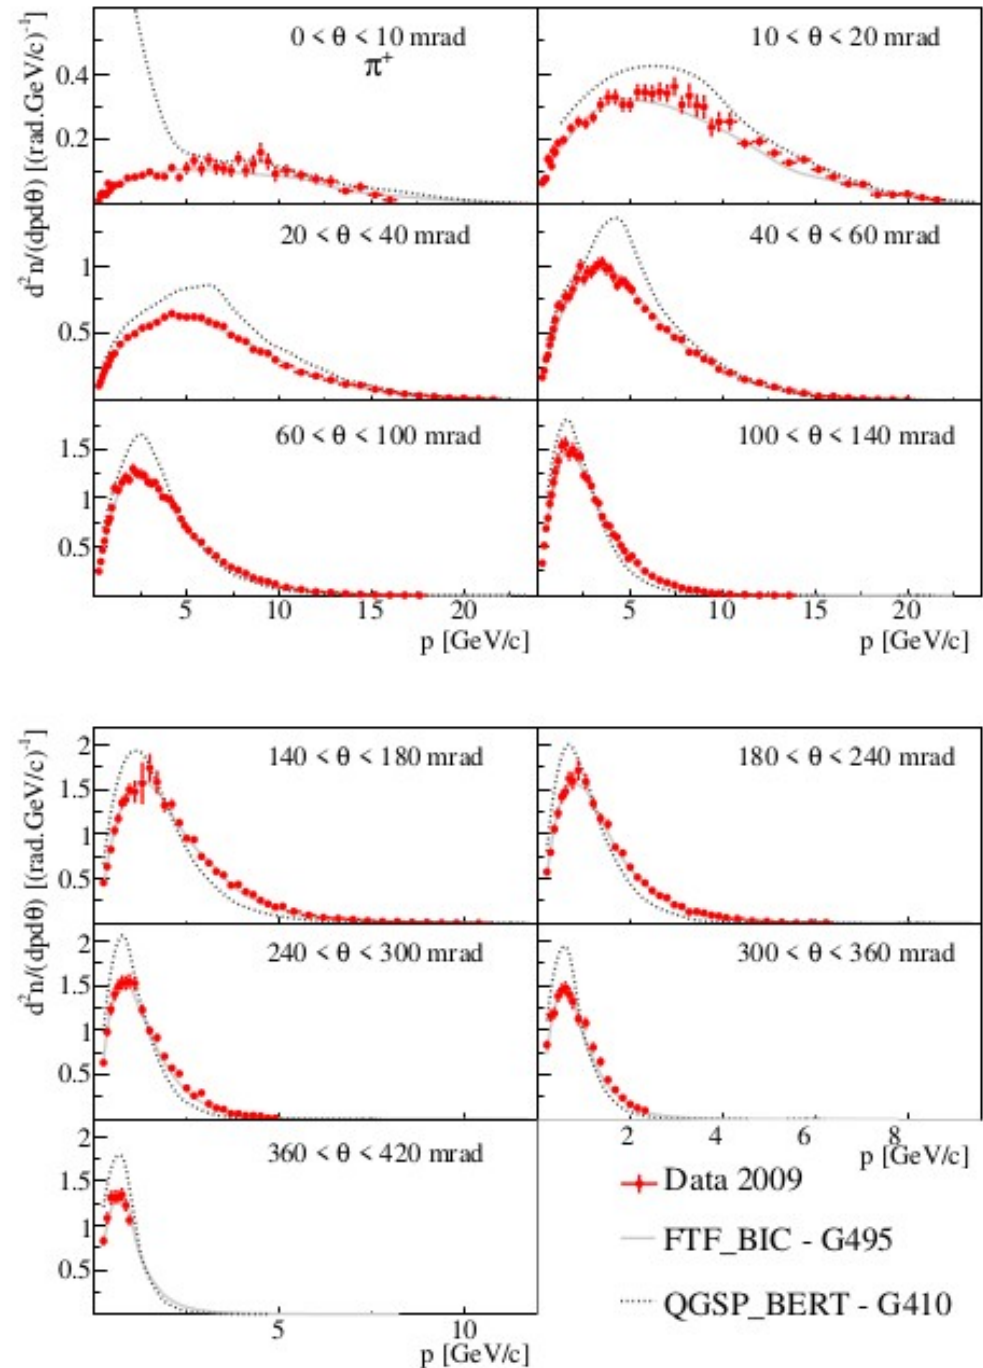 d²n/(dpdθ) [(rad.GeV/c)⁻¹]
0 < θ < 10 mrad
π⁺
10 < θ < 20 mrad
0.4
0.2
20 < θ < 40 mrad
40 < θ < 60 mrad
1
0.5
60 < θ < 100 mrad
100 < θ < 140 mrad
1.5
1
0.5
5 10 15 20
5 10 15 20
p [GeV/c]
p [GeV/c]
d²n/(dpdθ) [(rad.GeV/c)⁻¹]
140 < θ < 180 mrad
180 < θ < 240 mrad
2
1.5
1
0.5
240 < θ < 300 mrad
300 < θ < 360 mrad
2
1.5
1
0.5
2 4 6 8
p [GeV/c]
360 < θ < 420 mrad
2
1.5
1
0.5
5 10
p [GeV/c]
Data 2009
FTF_BIC - G495
QGSP_BERT - G410